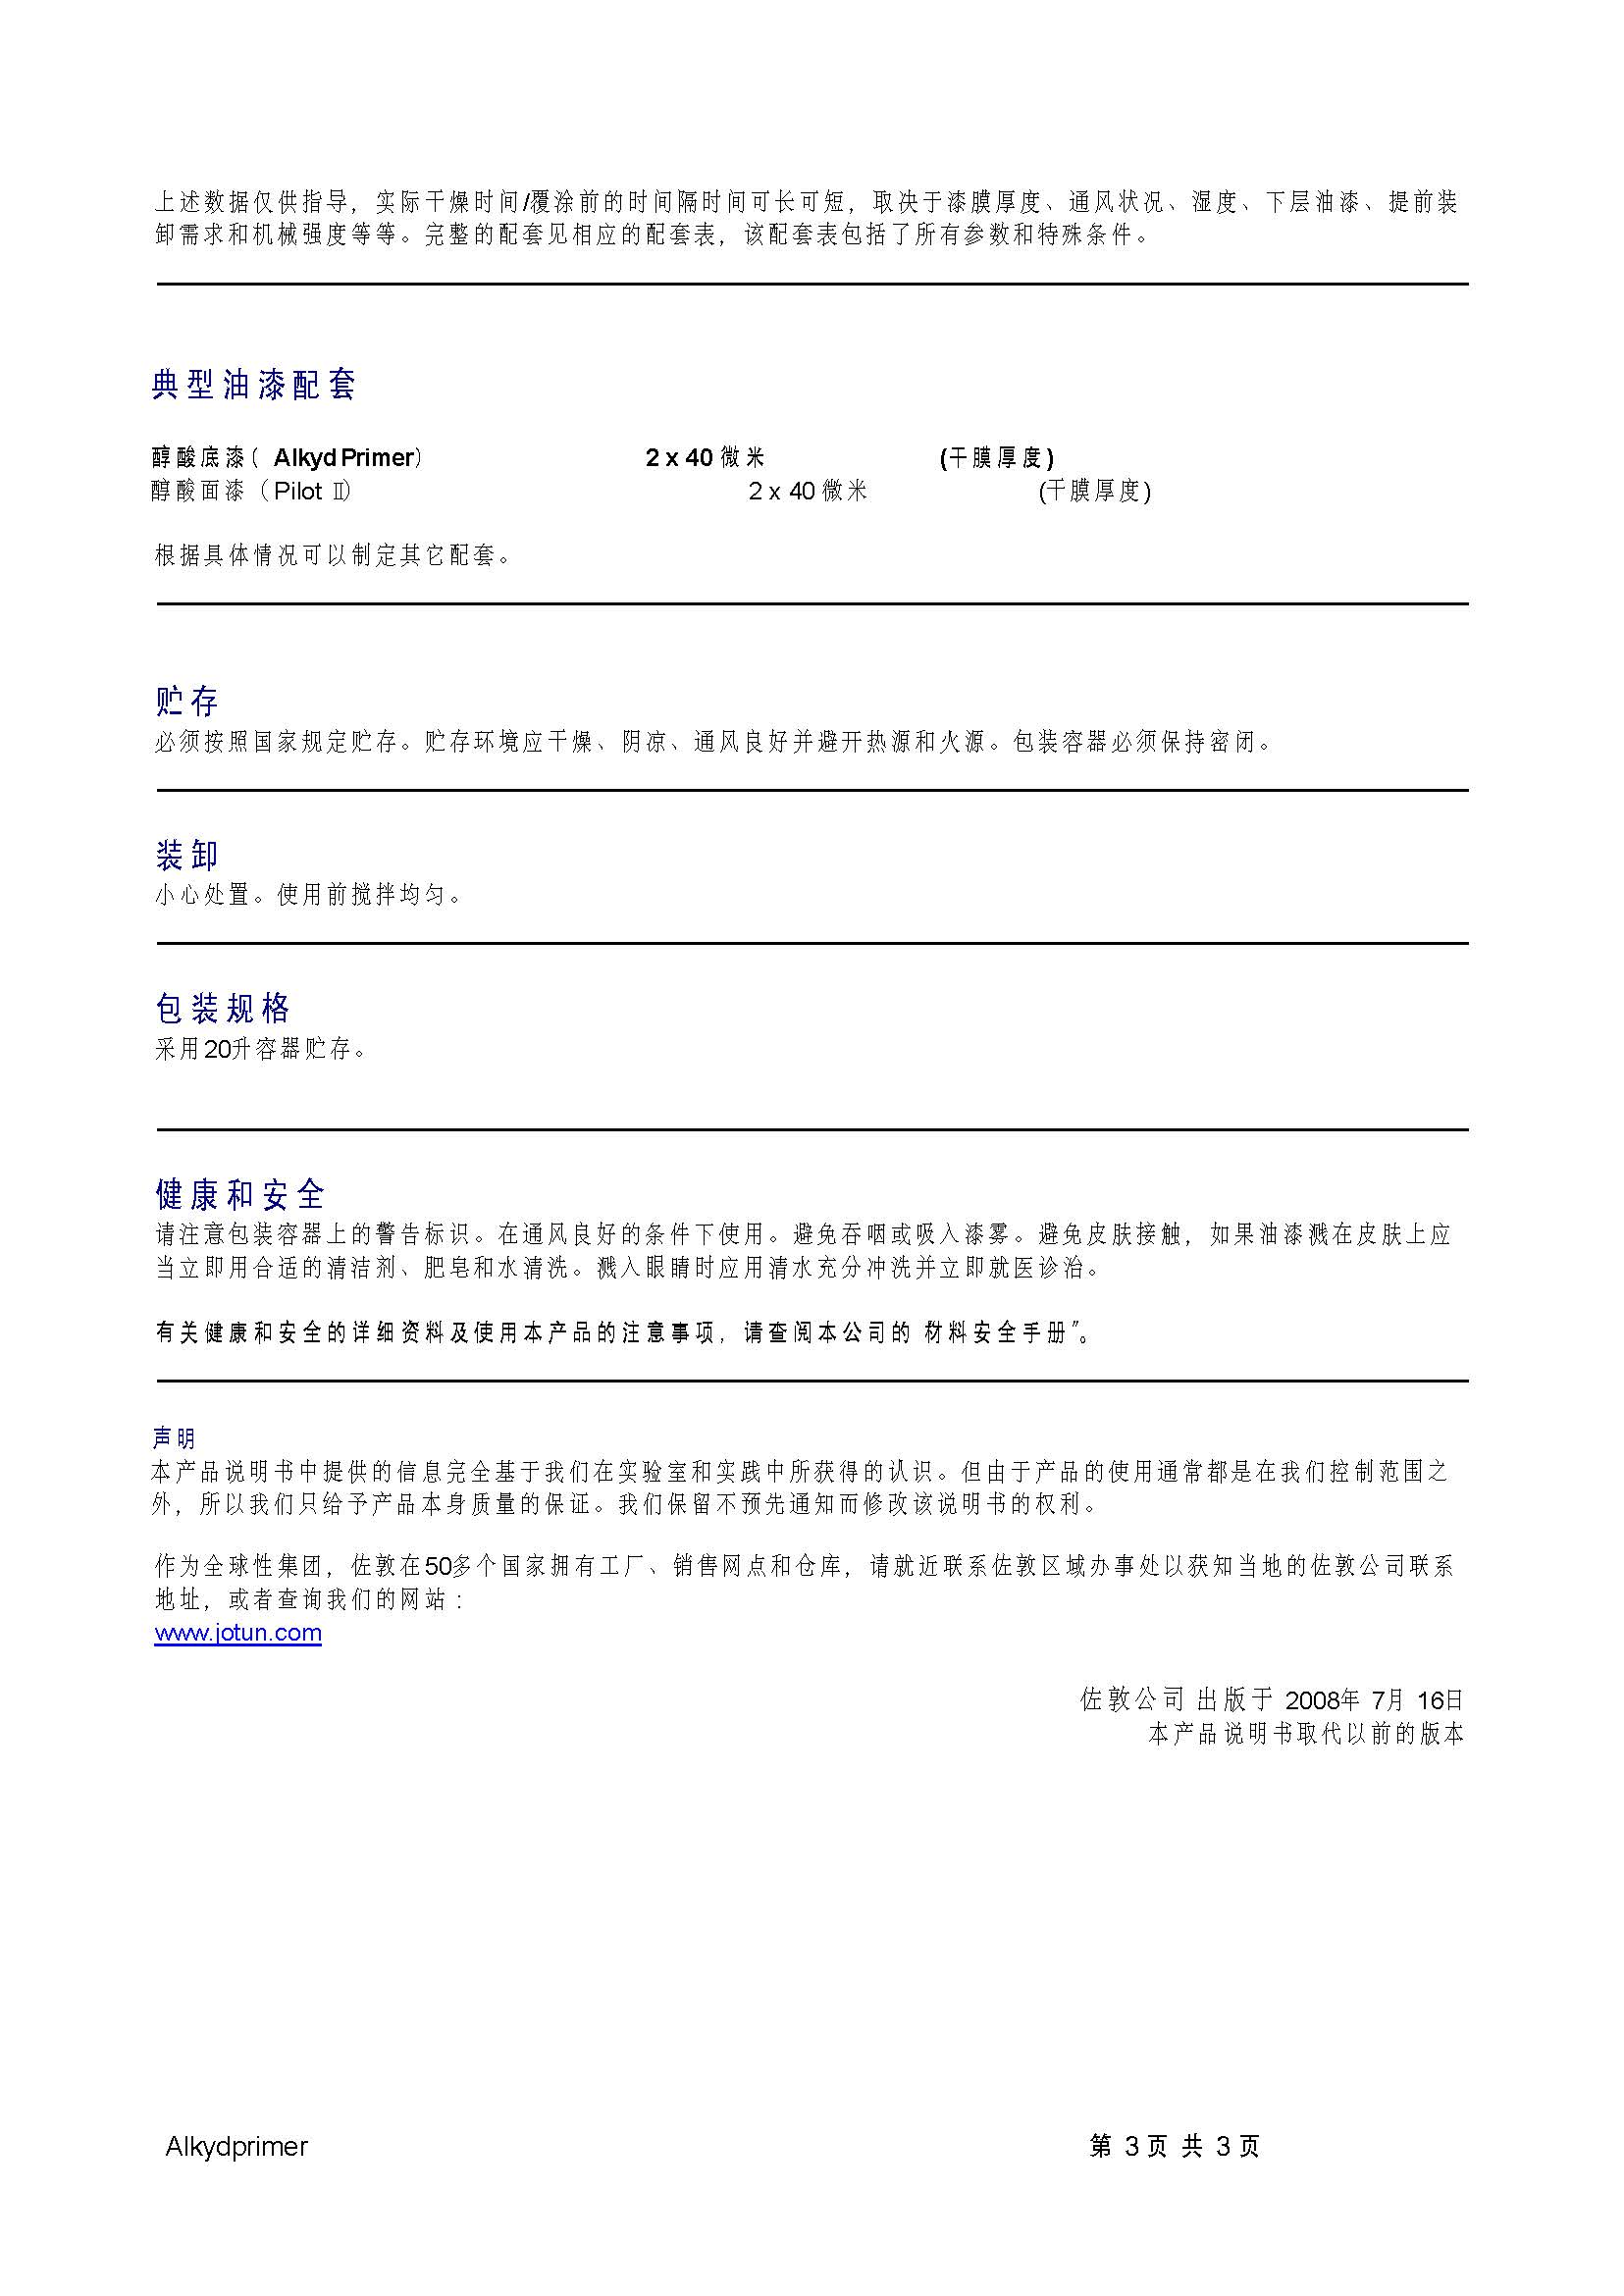 上述数据仅供指导，实际干燥时间/覆涂前的时间隔时间可长可短，取决于漆膜厚度、通风状况、湿度、下层油漆、提前装
卸需求和机械强度等等。完整的配套见相应的配套表，该配套表包括了所有参数和特殊条件。
典型油漆配套
醇酸底漆（ Alkyd Primer） 2 x 40 微米 (干膜厚度)
醇酸面漆（Pilot Ⅱ） 2 x 40 微米 (干膜厚度)
根据具体情况可以制定其它配套。
贮存
必须按照国家规定贮存。贮存环境应干燥、阴凉、通风良好并避开热源和火源。包装容器必须保持密闭。
装卸
小心处置。使用前搅拌均匀。
包装规格
采用20升容器贮存。
健康和安全
请注意包装容器上的警告标识。在通风良好的条件下使用。避免吞咽或吸入漆雾。避免皮肤接触，如果油漆溅在皮肤上应
当立即用合适的清洁剂、肥皂和水清洗。溅入眼睛时应用清水充分冲洗并立即就医诊治。
有关健康和安全的详细资料及使用本产品的注意事项，请查阅本公司的 材料安全手册”。
声明
本产品说明书中提供的信息完全基于我们在实验室和实践中所获得的认识。但由于产品的使用通常都是在我们控制范围之
外，所以我们只给予产品本身质量的保证。我们保留不预先通知而修改该说明书的权利。
作为全球性集团，佐敦在50多个国家拥有工厂、销售网点和仓库，请就近联系佐敦区域办事处以获知当地的佐敦公司联系
地址，或者查询我们的网站：
www.jotun.com
佐敦公司 出版于 2008年 7月 16日
本产品说明书取代以前的版本
Alkydprimer 第 3页 共 3页